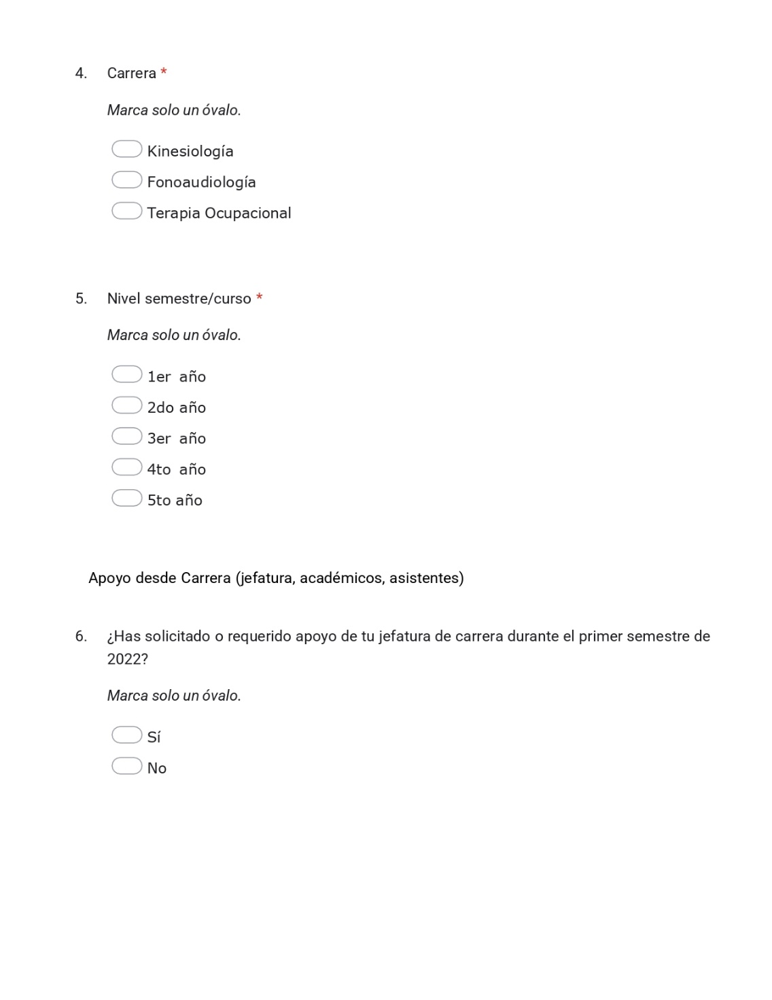 4. Carrera *
Marca solo un óvalo.
Kinesiología
Fonoaudiología
Terapia Ocupacional
5. Nivel semestre/curso *
Marca solo un óvalo.
1er año
2do año
3er año
4to año
5to año
Apoyo desde Carrera (jefatura, académicos, asistentes)
6. ¿Has solicitado o requerido apoyo de tu jefatura de carrera durante el primer semestre de
2022?
Marca solo un óvalo.
Sí
No